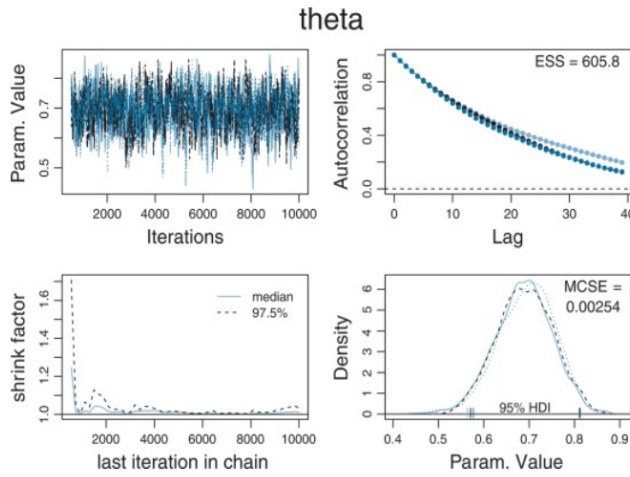 theta
Param. Value
0.5 0.7
2000 4000 6000 8000 10000
Iterations
Autocorrelation
0.0 0.4 0.8
ESS = 605.8
0 10 20 30 40
Lag
shrink factor
1.0 1.2 1.4 1.6
median
97.5%
2000 4000 6000 8000 10000
last iteration in chain
Density
0 1 2 3 4 5 6
MCSE =
0.00254
95% HDI
0.4 0.5 0.6 0.7 0.8 0.9
Param. Value